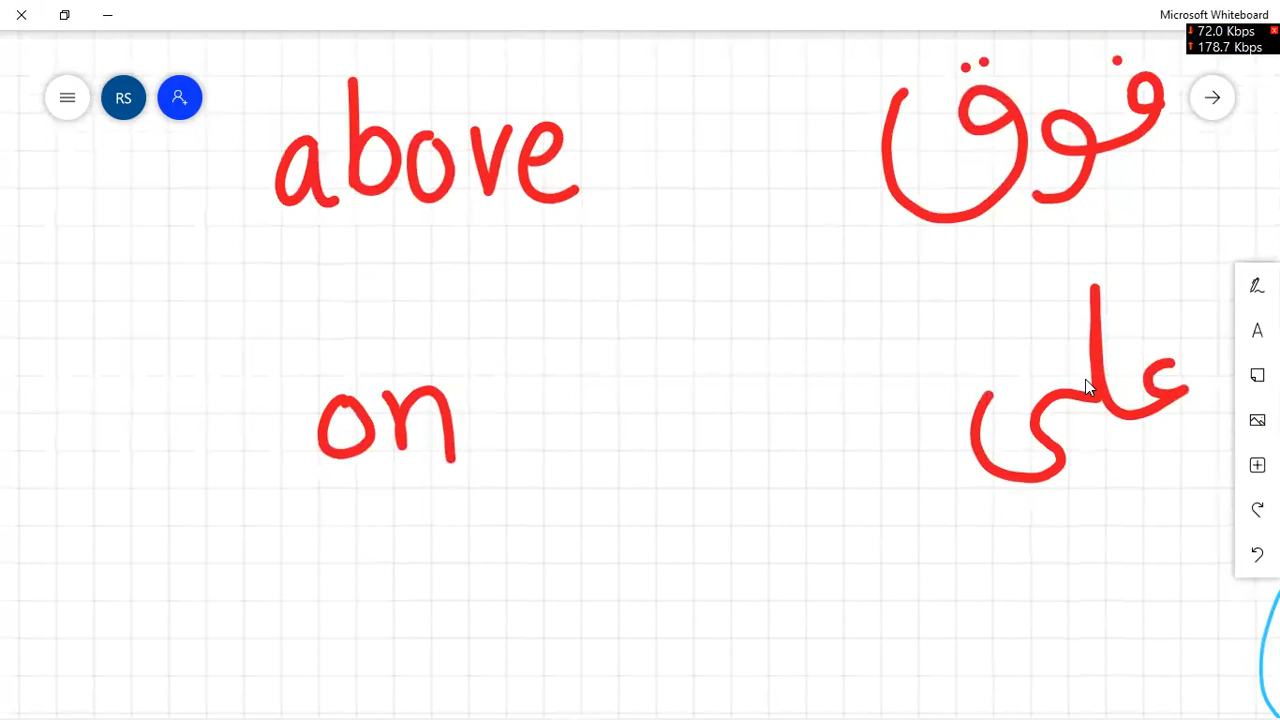 Microsoft Whiteboard
72.0 Kbps
178.7 Kbps
RS
above فوق
on على
A